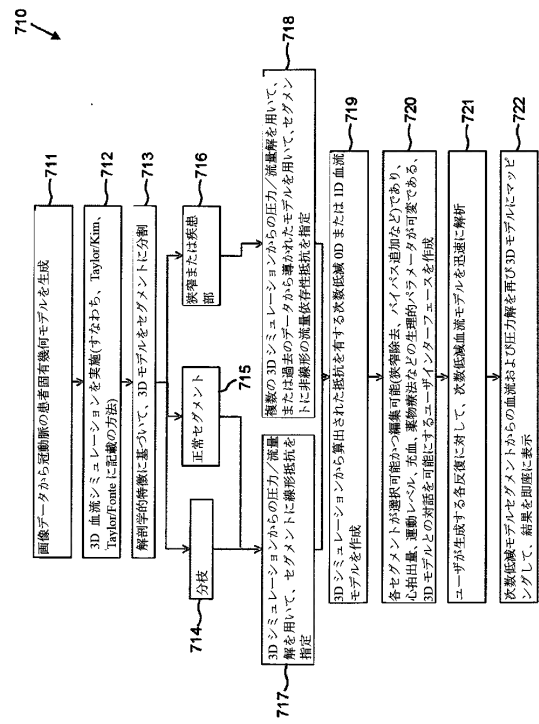 710
画像データから冠動脈の患者固有幾何モデルを生成
711
3D 血流シミュレーションを実施(すなわち、Taylor/Kim、
Taylor/Fonte に記載の方法)
712
解剖学的特徴に基づいて、3D モデルをセグメントに分割
713
分枝
714
正常セグメント
715
狭窄または疾患
部
716
3D シミュレーションからの圧力/流量
解を用いて、セグメントに線形抵抗を
指定
717
複数の 3D シミュレーションからの圧力/流量解を用いて、
または過去のデータから導かれたモデルを用いて、セグメン
トに非線形の流量依存性抵抗を指定
718
3D シミュレーションから算出された抵抗を有する次数低減 0D または 1D 血流
モデルを作成
719
各セグメントが選択可能かつ編集可能(狭窄除去、バイパス追加など)であり、
心拍出量、運動レベル、充血、薬物療法などの生理的パラメータが可変である、
3D モデルとの対話を可能にするユーザインターフェースを作成
720
ユーザが生成する各反復に対して、次数低減血流モデルを迅速に解析
721
次数低減モデルセグメントからの血流および圧力解を再び 3D モデルにマッピ
ングして、結果を即座に表示
722